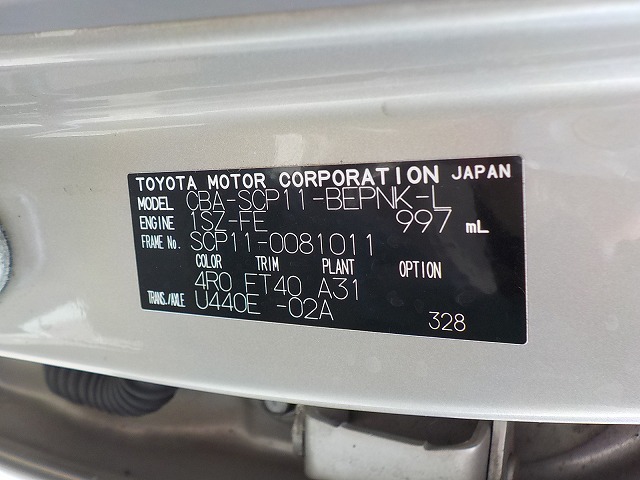 TOYOTA MOTOR CORPORATION JAPAN
MODEL CBA-SCP11-BEPNK-L
ENGINE 1SZ-FE 997 mL
FRAME No. SCP11-0081011
COLOR TRIM PLANT OPTION
4R0 FT40 A31
TRANS./AXLE U440E -02A
328